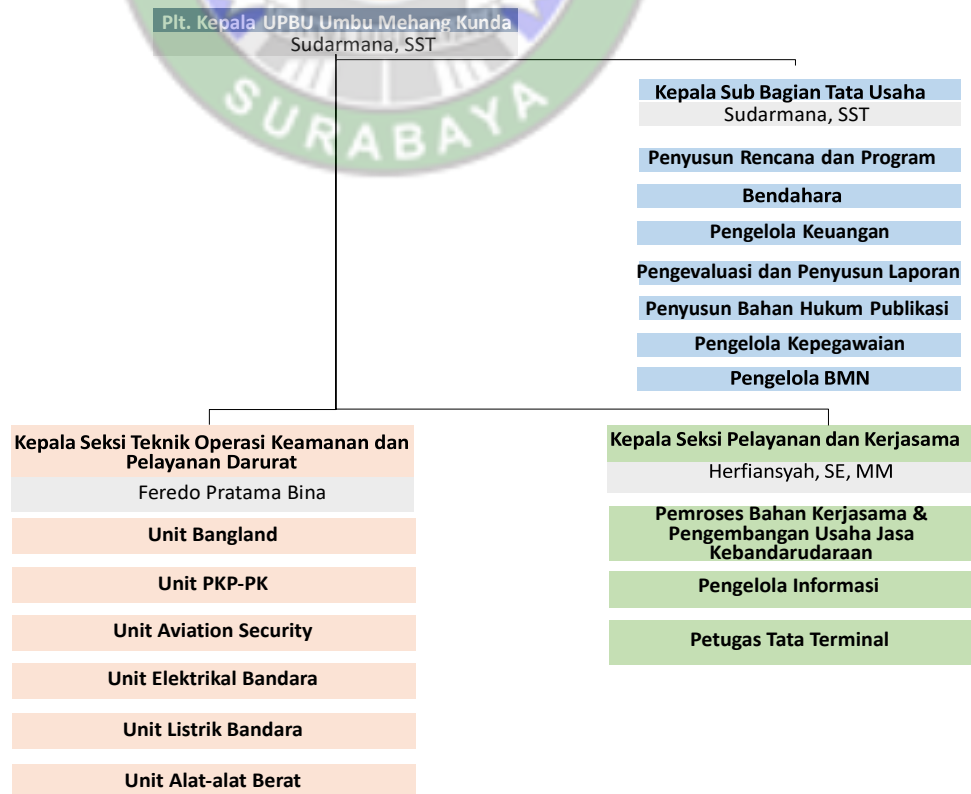 Plt. Kepala UPBU Umbu Mehang Kunda
Sudarmana, SST
SURABAYA
Kepala Sub Bagian Tata Usaha
Sudarmana, SST
Penyusun Rencana dan Program
Bendahara
Pengelola Keuangan
Pengevaluasi dan Penyusun Laporan
Penyusun Bahan Hukum Publikasi
Pengelola Kepegawaian
Pengelola BMN
Kepala Seksi Teknik Operasi Keamanan dan
Pelayanan Darurat
Feredo Pratama Bina
Unit Bangland
Unit PKP-PK
Unit Aviation Security
Unit Elektrikal Bandara
Unit Listrik Bandara
Unit Alat-alat Berat
Kepala Seksi Pelayanan dan Kerjasama
Herfiansyah, SE, MM
Pemroses Bahan Kerjasama &
Pengembangan Usaha Jasa
Kebandarudaraan
Pengelola Informasi
Petugas Tata Terminal